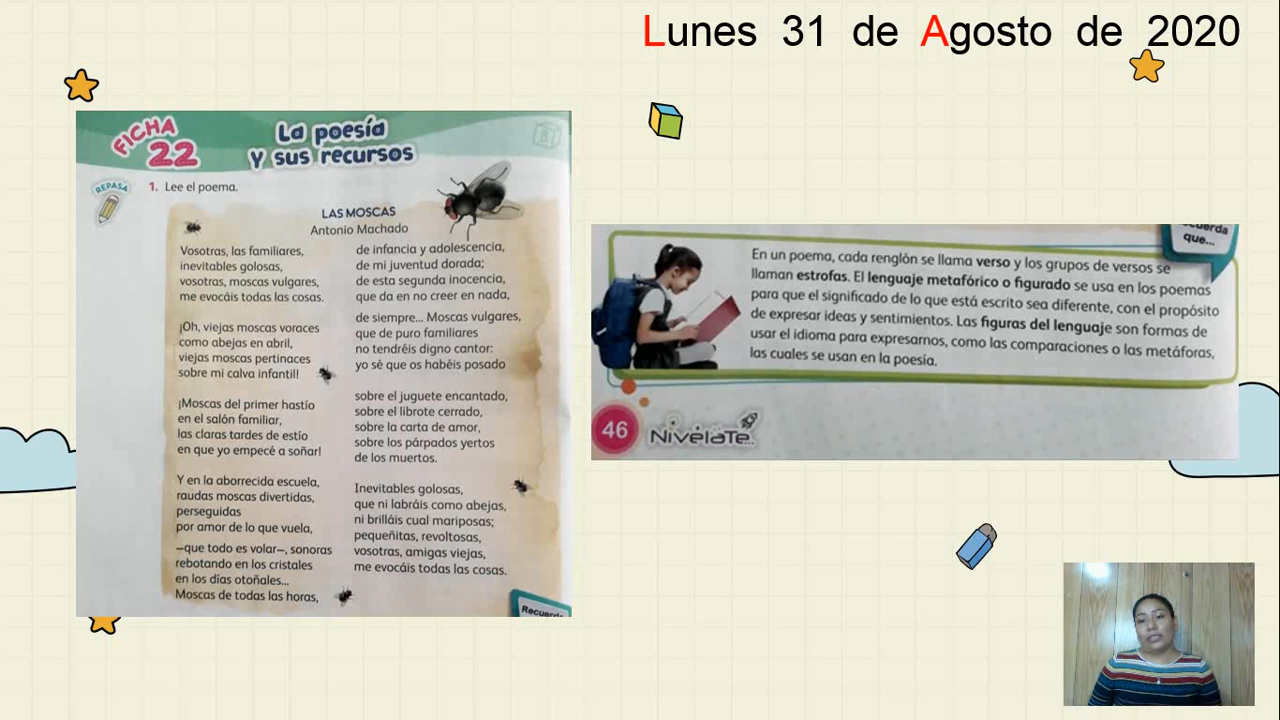 Lunes 31 de Agosto de 2020
FICHA
22
La poesía
y sus recursos
8
REPASA
1. Lee el poema.
LAS MOSCAS
Antonio Machado
Vosotras, las familiares,
inevitables golosas,
vosotras, moscas vulgares,
me evocáis todas las cosas.
¡Oh, viejas moscas voraces
como abejas en abril,
viejas moscas pertinaces
sobre mi calva infantil!
¡Moscas del primer hastío
en el salón familiar,
las claras tardes de estío
en que yo empecé a soñar!
Y en la aborrecida escuela,
raudas moscas divertidas,
perseguidas
por amor de lo que vuela,
—que todo es volar—, sonoras
rebotando en los cristales
en los días otoñales...
Moscas de todas las horas,
de infancia y adolescencia,
de mi juventud dorada;
de esta segunda inocencia,
que da en no creer en nada,
de siempre... Moscas vulgares,
que de puro familiares
no tendréis digno cantor:
yo sé que os habéis posado
sobre el juguete encantado,
sobre el librote cerrado,
sobre la carta de amor,
sobre los párpados yertos
de los muertos.
Inevitables golosas,
que ni labráis como abejas,
ni brilláis cual mariposas;
pequeñitas, revoltosas,
vosotras, amigas viejas,
me evocáis todas las cosas.
Recuerda
que...
En un poema, cada renglón se llama verso y los grupos de versos se
llaman estrofas. El lenguaje metafórico o figurado se usa en los poemas
para que el significado de lo que está escrito sea diferente, con el propósito
de expresar ideas y sentimientos. Las figuras del lenguaje son formas de
usar el idioma para expresarnos, como las comparaciones o las metáforas,
las cuales se usan en la poesía.
46
NivélaTe...